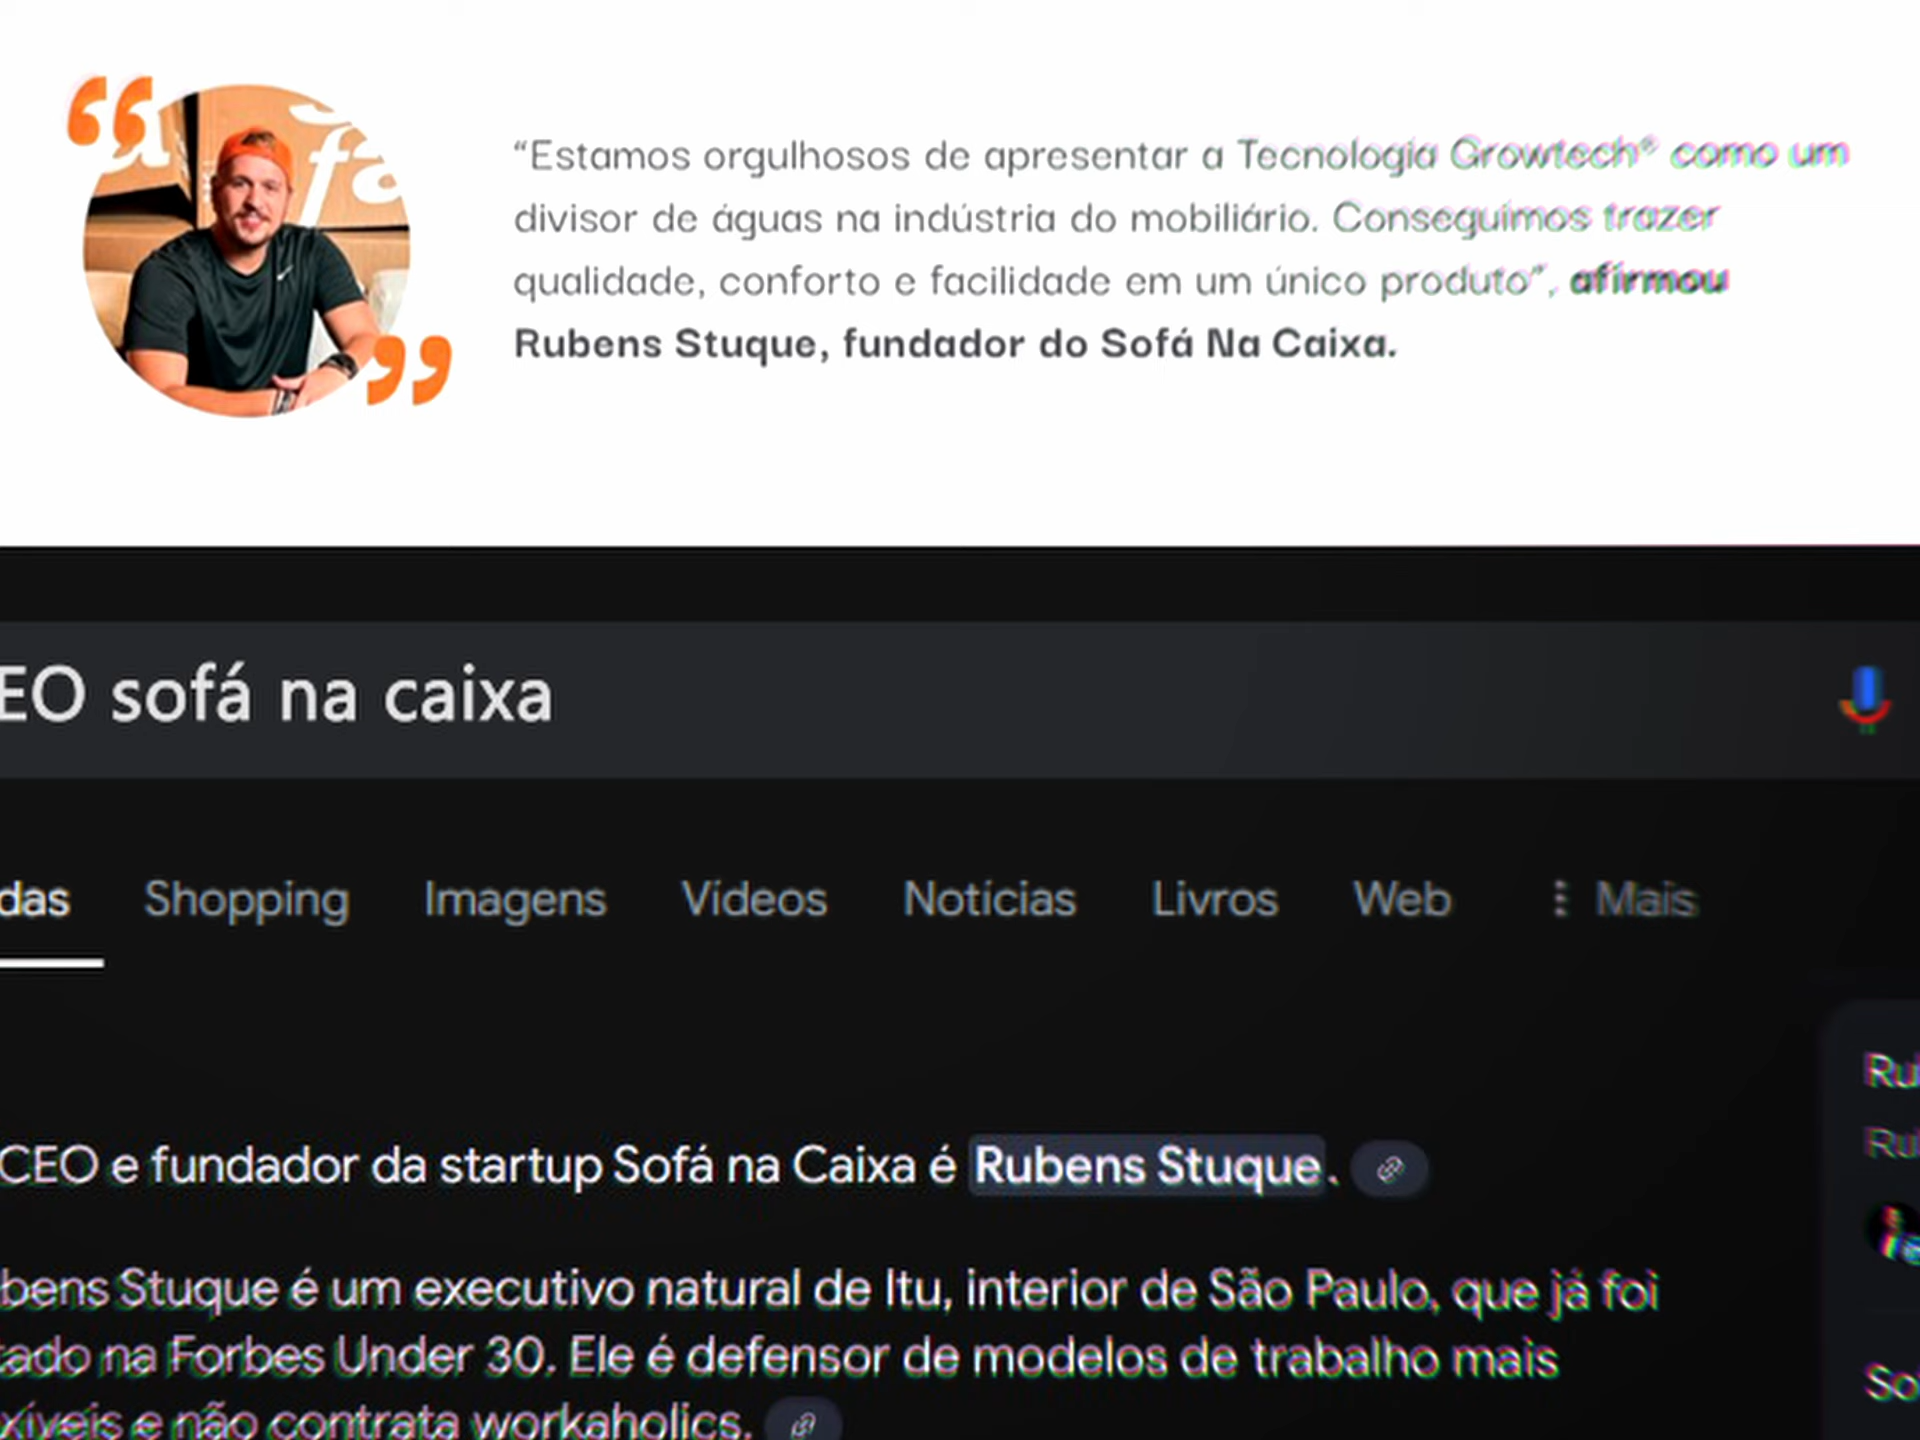 “Estamos orgulhosos de apresentar a Tecnologia Growtech® como um
divisor de águas na indústria do mobiliário. Conseguimos trazer
qualidade, conforto e facilidade em um único produto”, afirmou
Rubens Stuque, fundador do Sofá Na Caixa.
EO sofá na caixa
das Shopping Imagens Vídeos Notícias Livros Web Mais
CEO e fundador da startup Sofá na Caixa é Rubens Stuque.
bens Stuque é um executivo natural de Itu, interior de São Paulo, que já foi
tado na Forbes Under 30. Ele é defensor de modelos de trabalho mais
xíveis e não contrata workaholics.
Ru
Ru
So